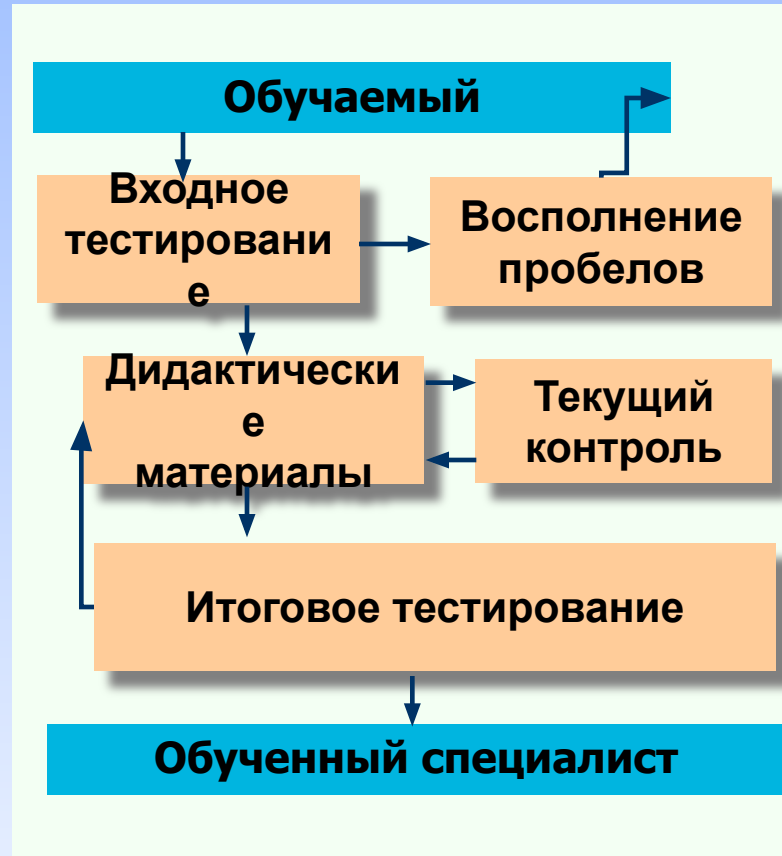 Обучаемый
Входное
тестировани
е
Восполнение
пробелов
Дидактически
е
материалы
Текущий
контроль
Итоговое тестирование
Обученный специалист